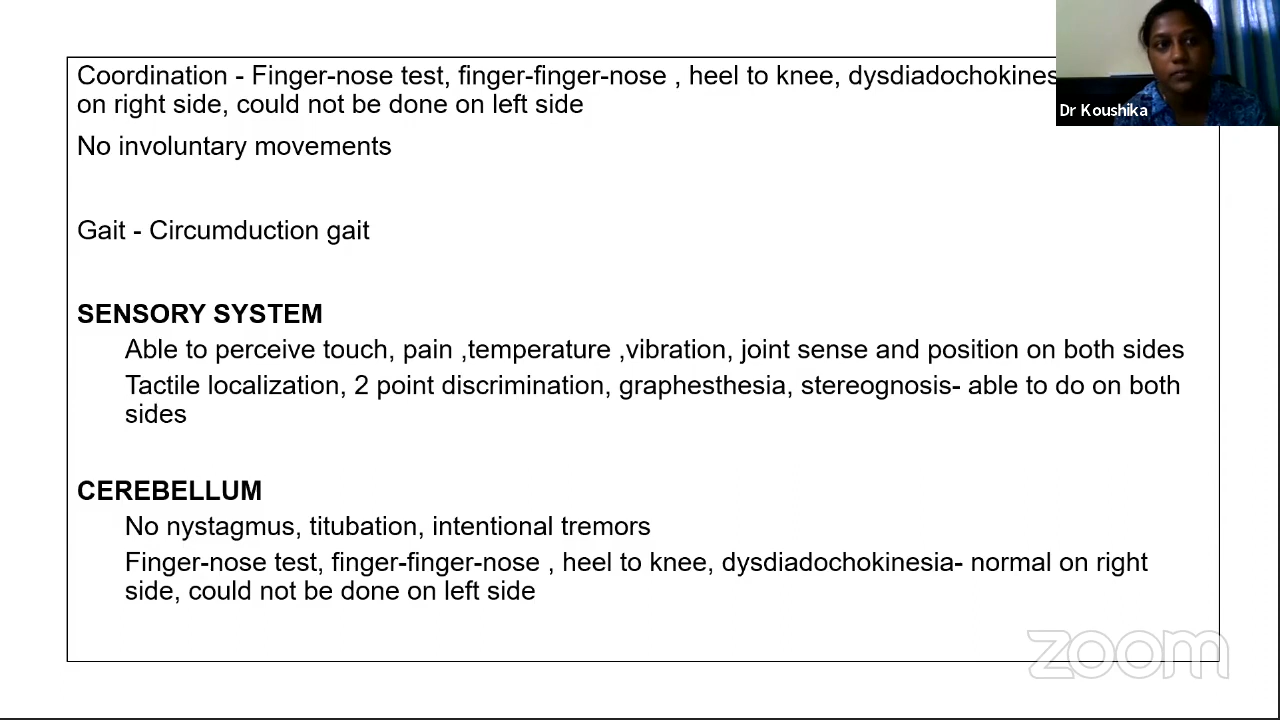 Coordination - Finger-nose test, finger-finger-nose , heel to knee, dysdiadochokines
on right side, could not be done on left side
Dr Koushika
No involuntary movements
Gait - Circumduction gait
SENSORY SYSTEM
Able to perceive touch, pain ,temperature ,vibration, joint sense and position on both sides
Tactile localization, 2 point discrimination, graphesthesia, stereognosis- able to do on both
sides
CEREBELLUM
No nystagmus, titubation, intentional tremors
Finger-nose test, finger-finger-nose , heel to knee, dysdiadochokinesia- normal on right
side, could not be done on left side
zoom